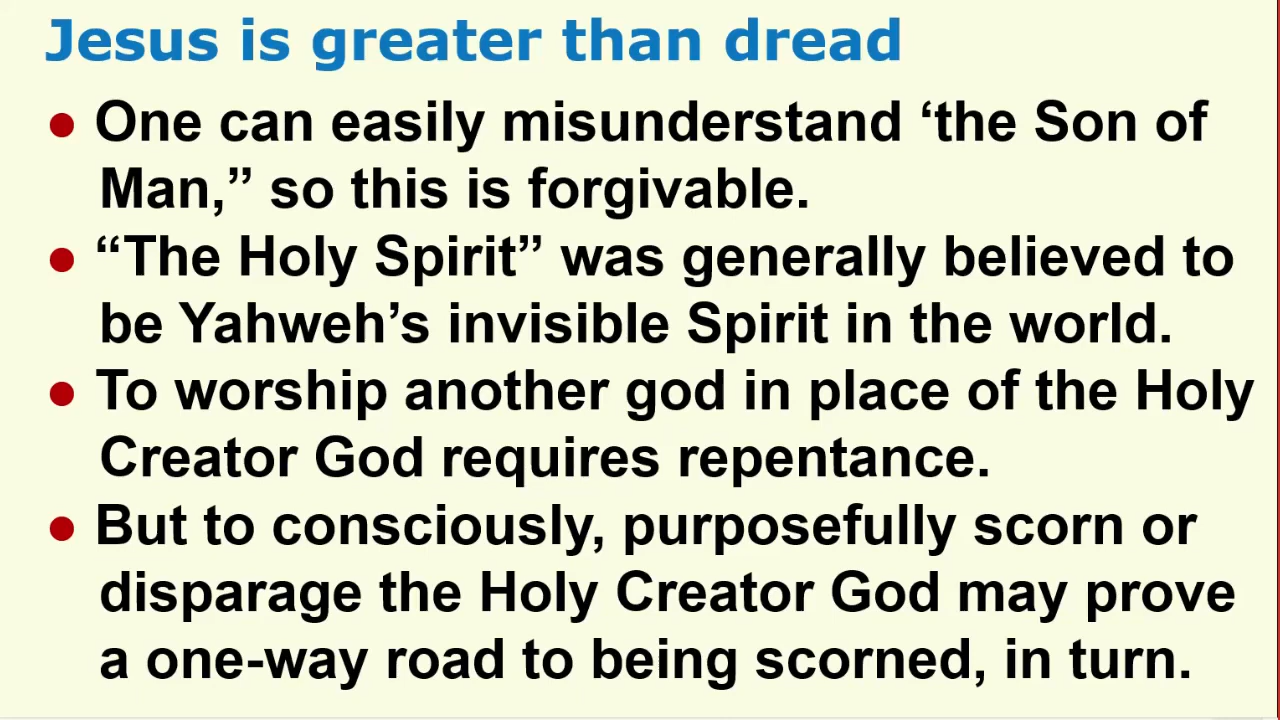 Jesus is greater than dread
● One can easily misunderstand ‘the Son of
Man,” so this is forgivable.
● “The Holy Spirit” was generally believed to
be Yahweh’s invisible Spirit in the world.
● To worship another god in place of the Holy
Creator God requires repentance.
● But to consciously, purposefully scorn or
disparage the Holy Creator God may prove
a one-way road to being scorned, in turn.